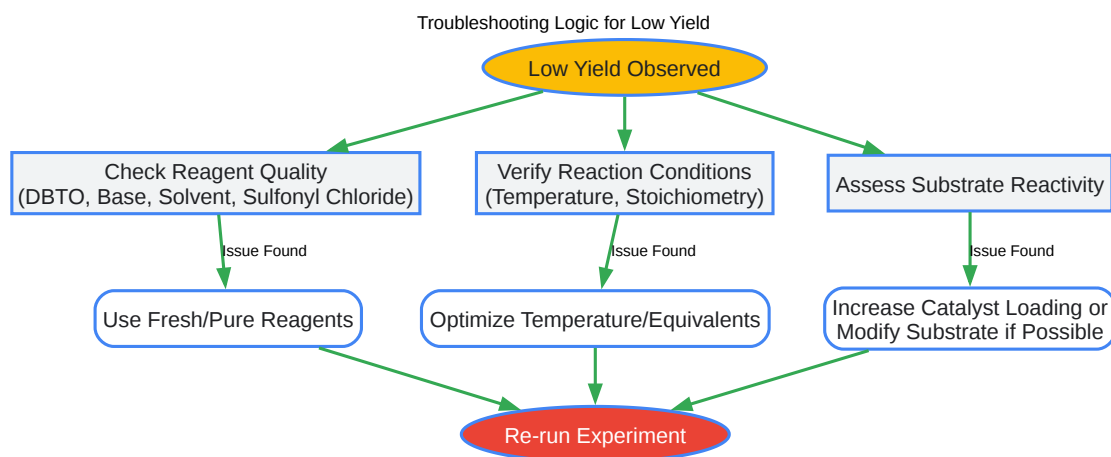 Troubleshooting Logic for Low Yield
Low Yield Observed
Check Reagent Quality
(DBTO, Base, Solvent, Sulfonyl Chloride)
Verify Reaction Conditions
(Temperature, Stoichiometry)
Assess Substrate Reactivity
Issue Found
Issue Found
Issue Found
Use Fresh/Pure Reagents
Optimize Temperature/Equivalents
Increase Catalyst Loading or
Modify Substrate if Possible
Re-run Experiment